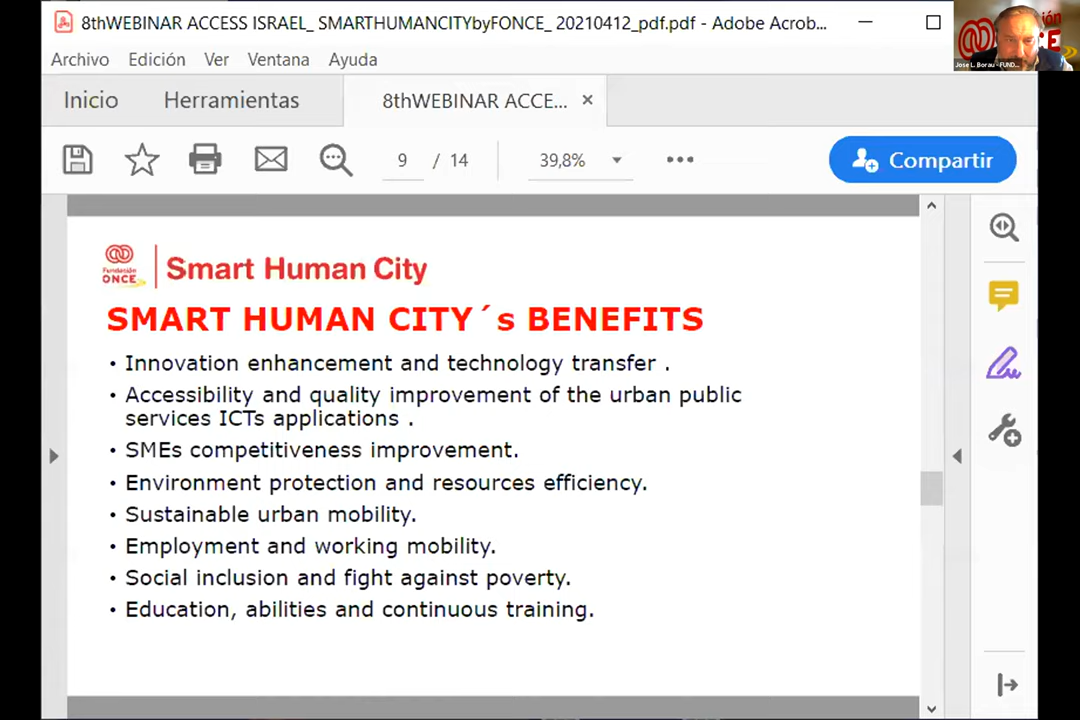 8thWEBINAR ACCESS ISRAEL_ SMARTHUMANCITYbyFONCE_ 20210412_pdf.pdf - Adobe Acrob...
Archivo Edición Ver Ventana Ayuda
Jose L. Borau - FUND...
Inicio Herramientas 8thWEBINAR ACCE... ×
9 / 14 39,8% Compartir
Fundación
ONCE
Smart Human City
SMART HUMAN CITY´s BENEFITS
• Innovation enhancement and technology transfer .
• Accessibility and quality improvement of the urban public
services ICTs applications .
• SMEs competitiveness improvement.
• Environment protection and resources efficiency.
• Sustainable urban mobility.
• Employment and working mobility.
• Social inclusion and fight against poverty.
• Education, abilities and continuous training.